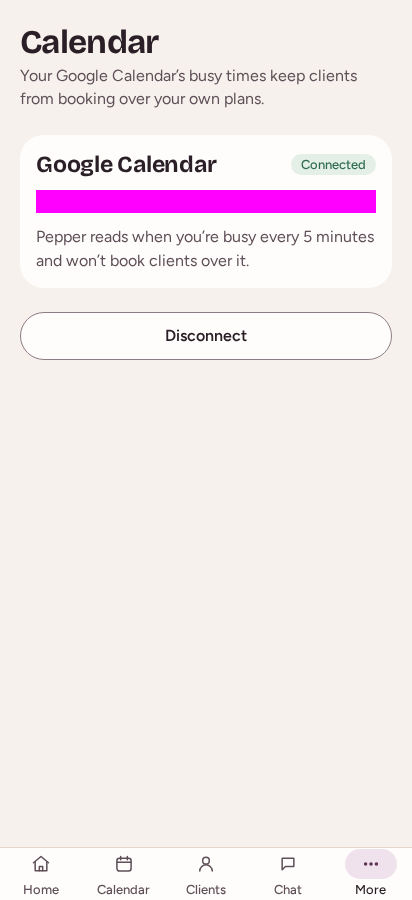 Calendar
Your Google Calendar’s busy times keep clients
from booking over your own plans.
Google Calendar
Connected
Pepper reads when you’re busy every 5 minutes
and won’t book clients over it.
Disconnect
Home
Calendar
Clients
Chat
More